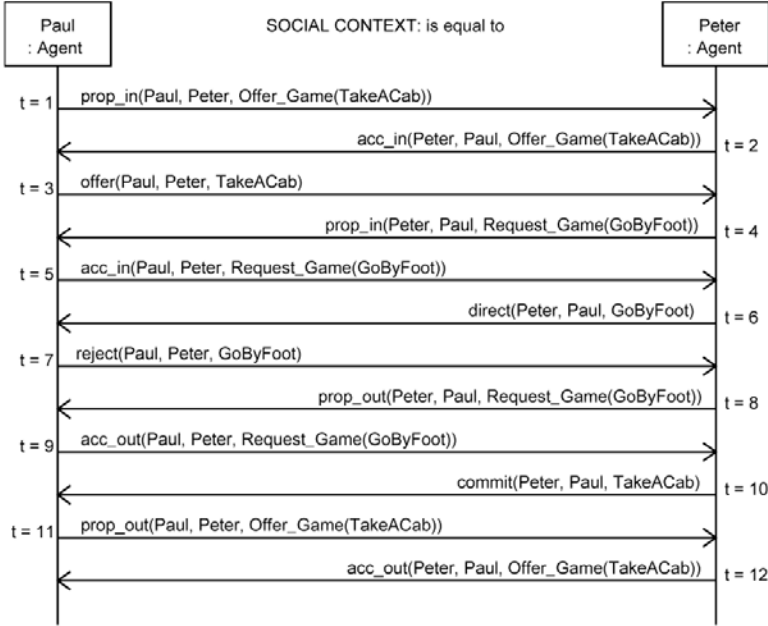 Paul
: Agent
SOCIAL CONTEXT: is equal to
Peter
: Agent
t = 1
prop_in(Paul, Peter, Offer_Game(TakeACab))
acc_in(Peter, Paul, Offer_Game(TakeACab))
t = 2
t = 3
offer(Paul, Peter, TakeACab)
prop_in(Peter, Paul, Request_Game(GoByFoot))
t = 4
t = 5
acc_in(Paul, Peter, Request_Game(GoByFoot))
direct(Peter, Paul, GoByFoot)
t = 6
t = 7
reject(Paul, Peter, GoByFoot)
prop_out(Peter, Paul, Request_Game(GoByFoot))
t = 8
t = 9
acc_out(Paul, Peter, Request_Game(GoByFoot))
commit(Peter, Paul, TakeACab)
t = 10
t = 11
prop_out(Paul, Peter, Offer_Game(TakeACab))
acc_out(Peter, Paul, Offer_Game(TakeACab))
t = 12